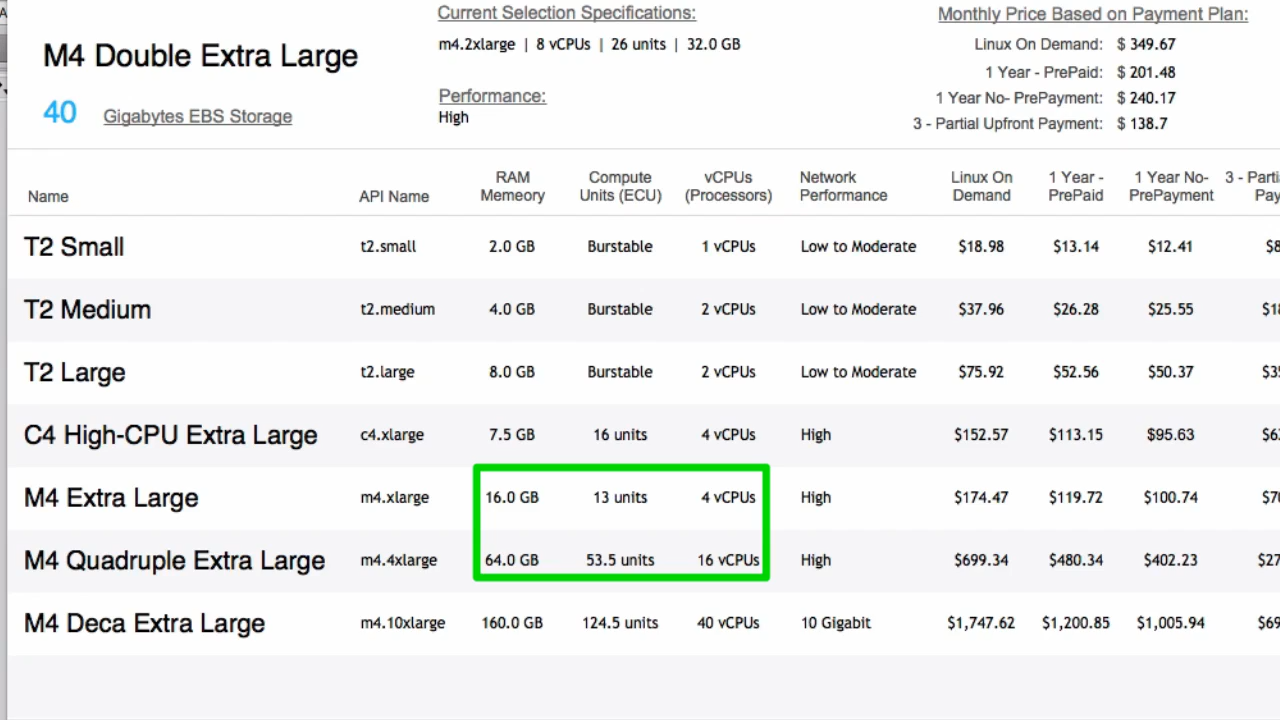 Current Selection Specifications:
Monthly Price Based on Payment Plan:
M4 Double Extra Large
m4.2xlarge | 8 vCPUs | 26 units | 32.0 GB
Linux On Demand: $ 349.67
1 Year - PrePaid: $ 201.48
40 Gigabytes EBS Storage
Performance:
High
1 Year No- PrePayment: $ 240.17
3 - Partial Upfront Payment: $ 138.7
Name API Name RAM Memeory Compute Units (ECU) vCPUs (Processors) Network Performance Linux On Demand 1 Year - PrePaid 1 Year No- PrePayment 3 - Parti
T2 Small t2.small 2.0 GB Burstable 1 vCPUs Low to Moderate $18.98 $13.14 $12.41
T2 Medium t2.medium 4.0 GB Burstable 2 vCPUs Low to Moderate $37.96 $26.28 $25.55
T2 Large t2.large 8.0 GB Burstable 2 vCPUs Low to Moderate $75.92 $52.56 $50.37
C4 High-CPU Extra Large c4.xlarge 7.5 GB 16 units 4 vCPUs High $152.57 $113.15 $95.63
M4 Extra Large m4.xlarge 16.0 GB 13 units 4 vCPUs High $174.47 $119.72 $100.74
M4 Quadruple Extra Large m4.4xlarge 64.0 GB 53.5 units 16 vCPUs High $699.34 $480.34 $402.23
M4 Deca Extra Large m4.10xlarge 160.0 GB 124.5 units 40 vCPUs 10 Gigabit $1,747.62 $1,200.85 $1,005.94